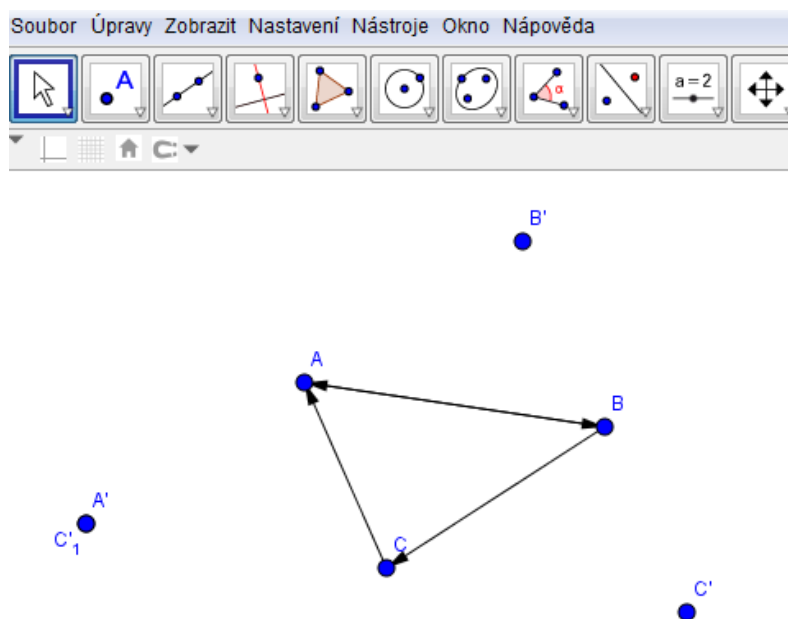 Soubor Úpravy Zobrazit Nastavení Nástroje Okno Nápověda
A
α
a=2
B'
A
B
A'
C'₁
C
C'